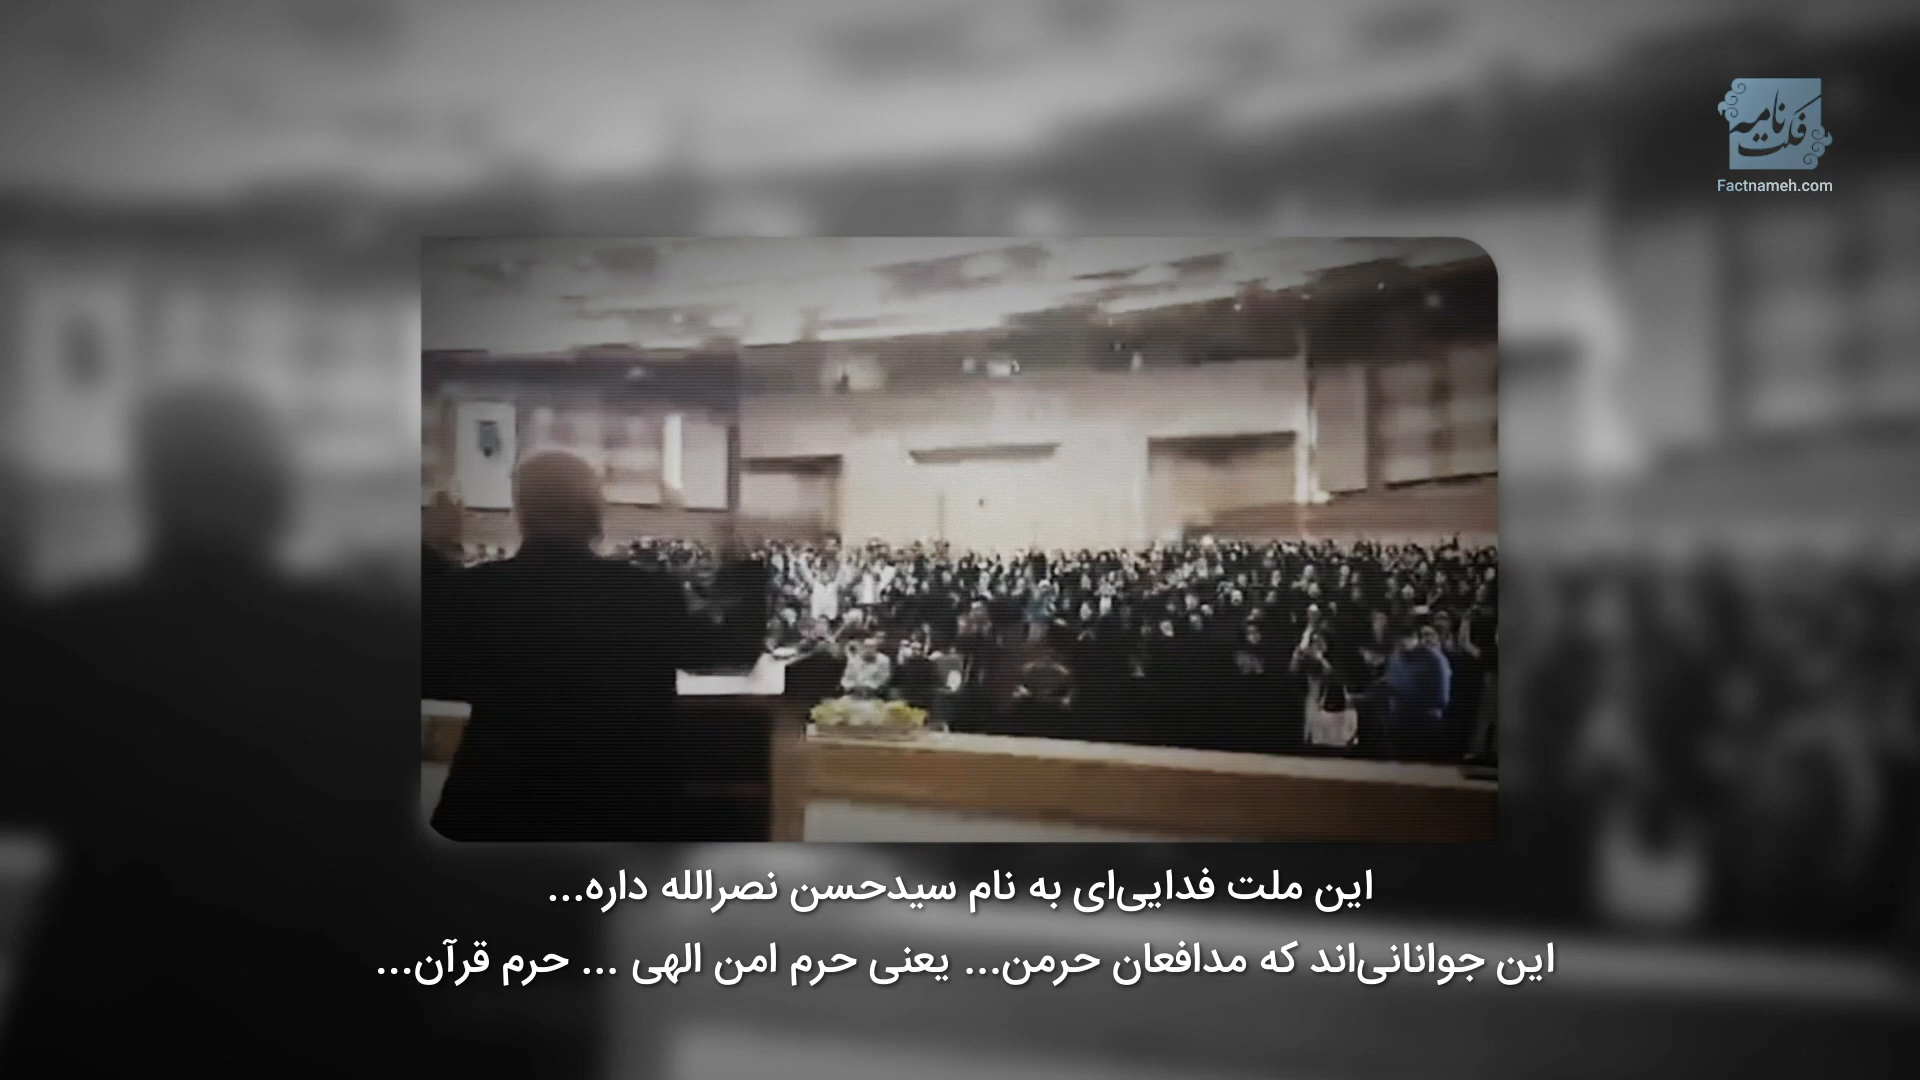 فکت‌نامه
Factnameh.com
این ملت فدایی‌ای به نام سیدحسن نصرالله داره...
این جوانانی‌اند که مدافعان حرمن... یعنی حرم امن الهی ... حرم قرآن...